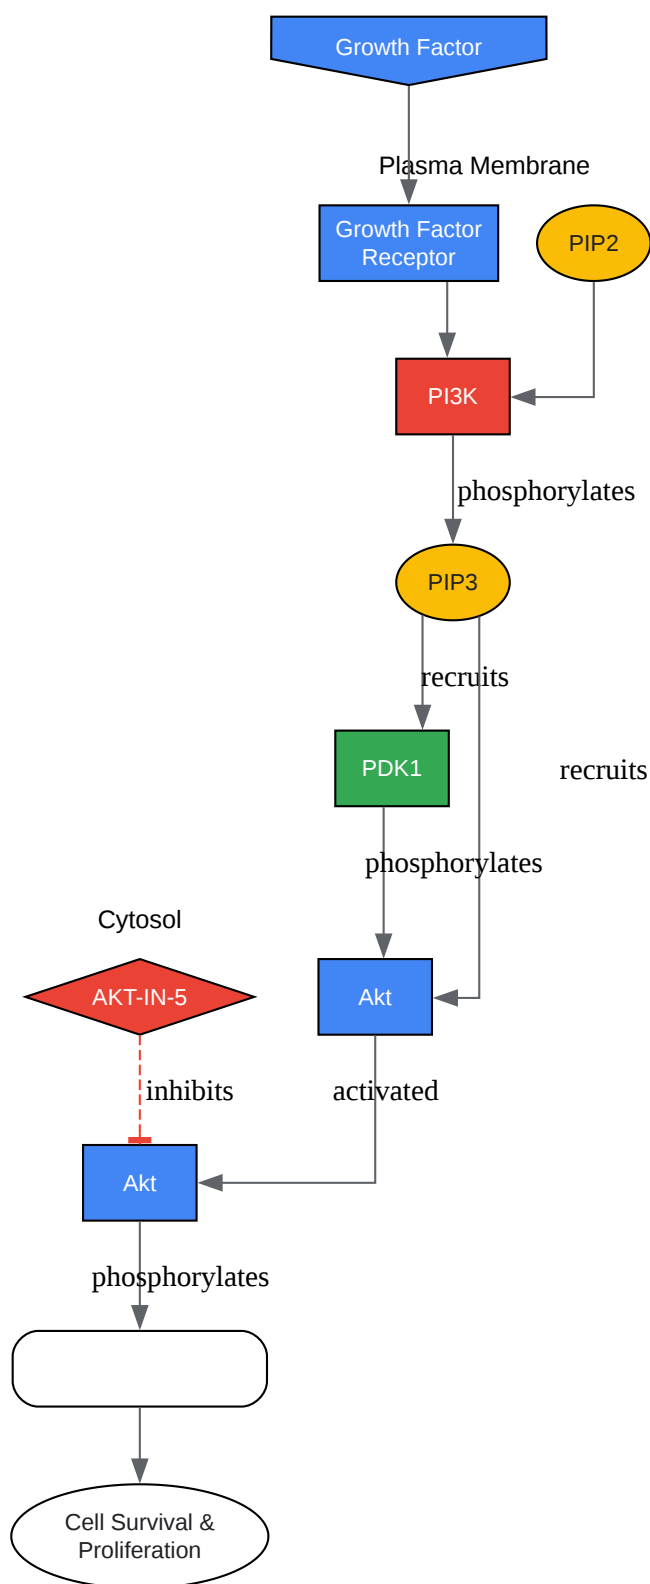 Growth Factor
Plasma Membrane
Growth Factor
Receptor
PIP2
PI3K
phosphorylates
PIP3
recruits
PDK1
recruits
phosphorylates
Cytosol
AKT-IN-5
Akt
inhibits
activated
Akt
phosphorylates
Cell Survival &
Proliferation